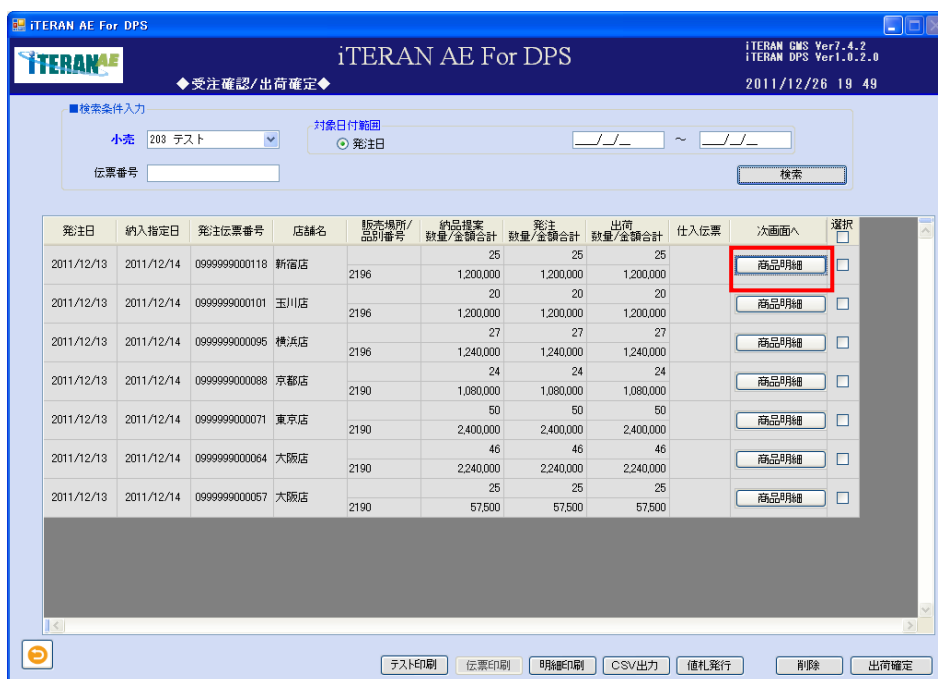 iTERAN AE For DPS
iTERAN AE
iTERAN AE For DPS
iTERAN GMS Ver7.4.2
iTERAN DPS Ver1.0.2.0
◆受注確認/出荷確定◆
2011/12/26 19 49
■検索条件入力
小売 203 テスト
対象日付範囲
発注日 __/_/_ ～ __/_/_
伝票番号
検索
発注日 納入指定日 発注伝票番号 店舗名 販売場所/品別番号 納品提案数量/金額合計 発注数量/金額合計 出荷数量/金額合計 仕入伝票 次画面へ 選択
25 25 25
2011/12/13 2011/12/14 0999999000118 新宿店 商品明細
2196 1,200,000 1,200,000 1,200,000
20 20 20
2011/12/13 2011/12/14 0999999000101 玉川店 商品明細
2196 1,200,000 1,200,000 1,200,000
27 27 27
2011/12/13 2011/12/14 0999999000095 横浜店 商品明細
2196 1,240,000 1,240,000 1,240,000
24 24 24
2011/12/13 2011/12/14 0999999000088 京都店 商品明細
2190 1,080,000 1,080,000 1,080,000
50 50 50
2011/12/13 2011/12/14 0999999000071 東京店 商品明細
2190 2,400,000 2,400,000 2,400,000
46 46 46
2011/12/13 2011/12/14 0999999000064 大阪店 商品明細
2190 2,240,000 2,240,000 2,240,000
25 25 25
2011/12/13 2011/12/14 0999999000057 大阪店 商品明細
2190 57,500 57,500 57,500
テスト印刷 伝票印刷 明細印刷 CSV出力 値札発行 削除 出荷確定